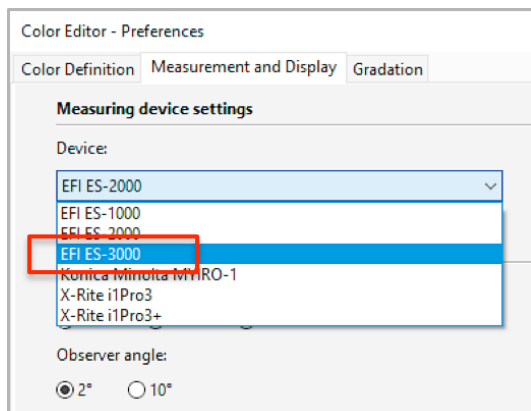 Color Editor - Preferences
Color Definition Measurement and Display Gradation
Measuring device settings
Device:
EFI ES-2000
EFI ES-1000
EFI ES-2000
EFI ES-3000
Konica Minolta MYIRO-1
X-Rite i1Pro3
X-Rite i1Pro3+
Observer angle:
2° 10°